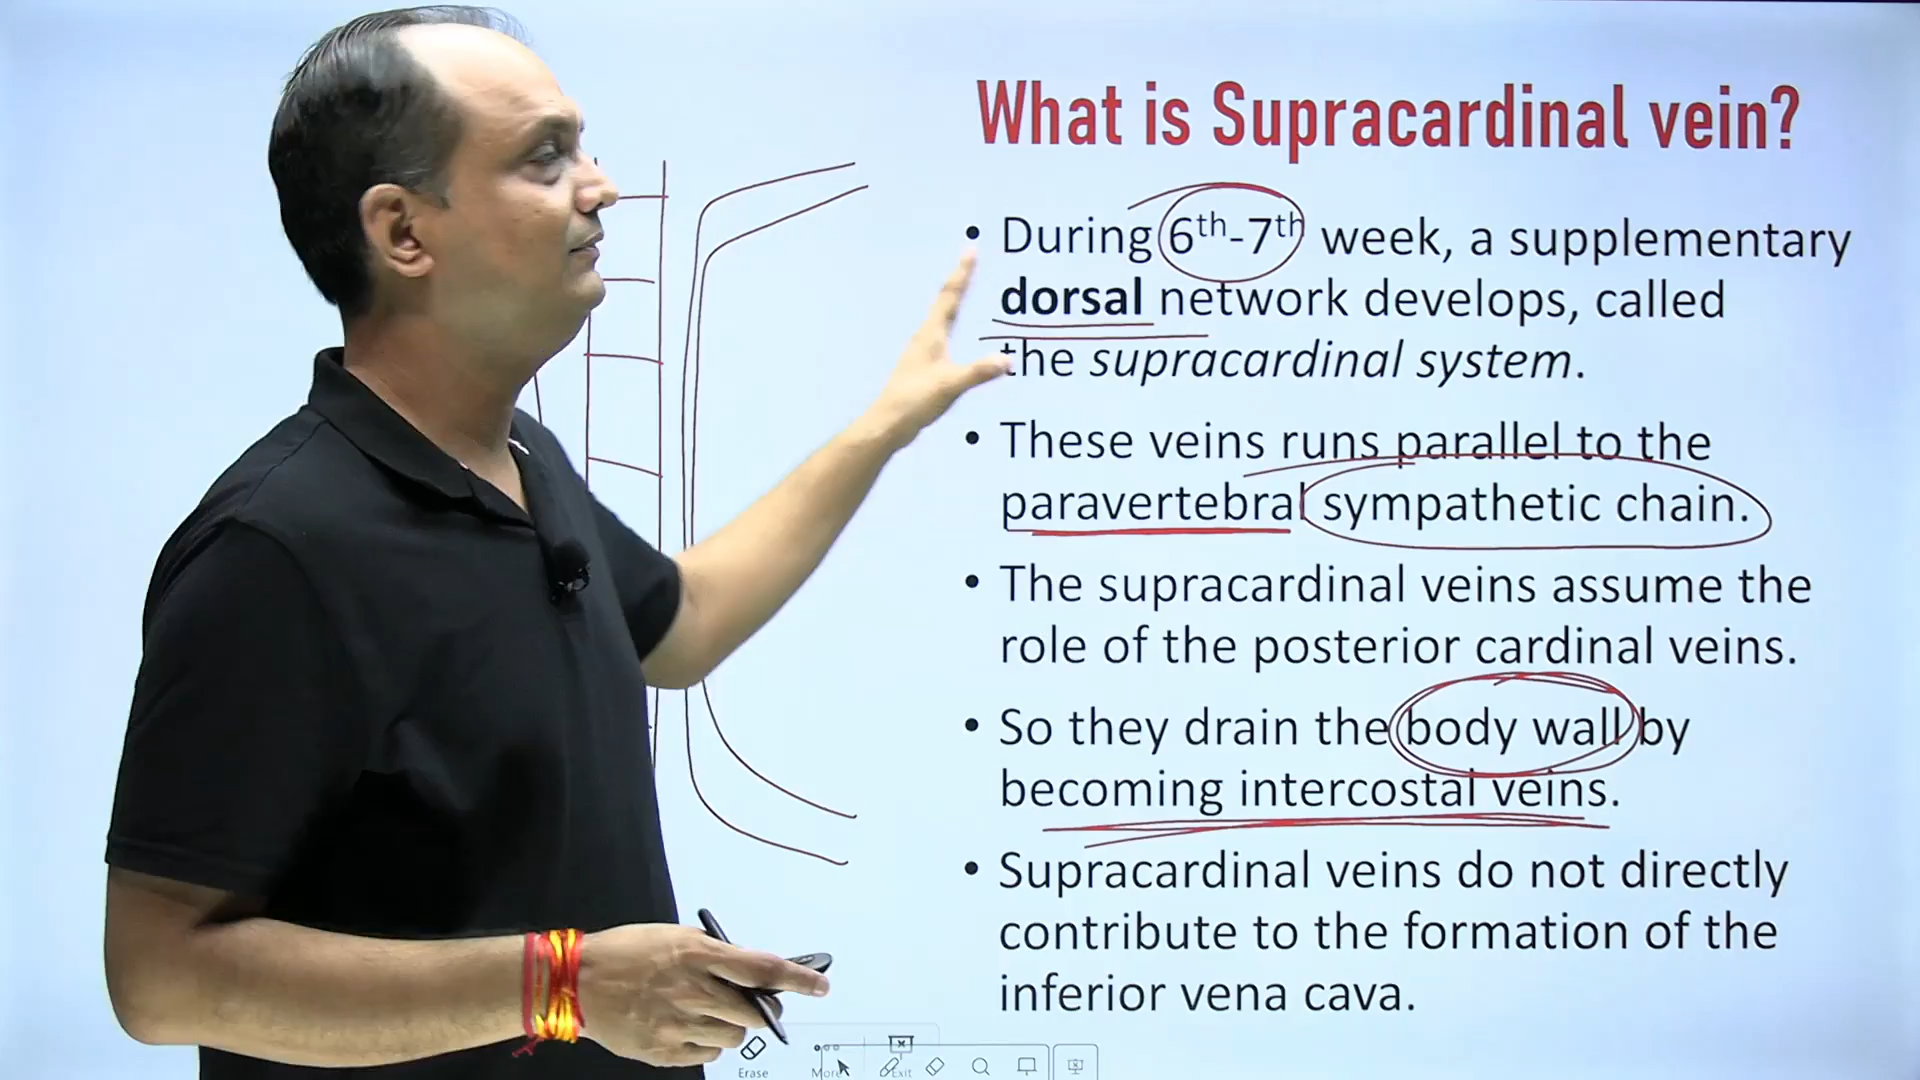 What is Supracardinal vein?
• During 6th-7th week, a supplementary
dorsal network develops, called
the supracardinal system.
• These veins runs parallel to the
paravertebral sympathetic chain.
• The supracardinal veins assume the
role of the posterior cardinal veins.
• So they drain the body wall by
becoming intercostal veins.
• Supracardinal veins do not directly
contribute to the formation of the
inferior vena cava.
Erase
More
Exit